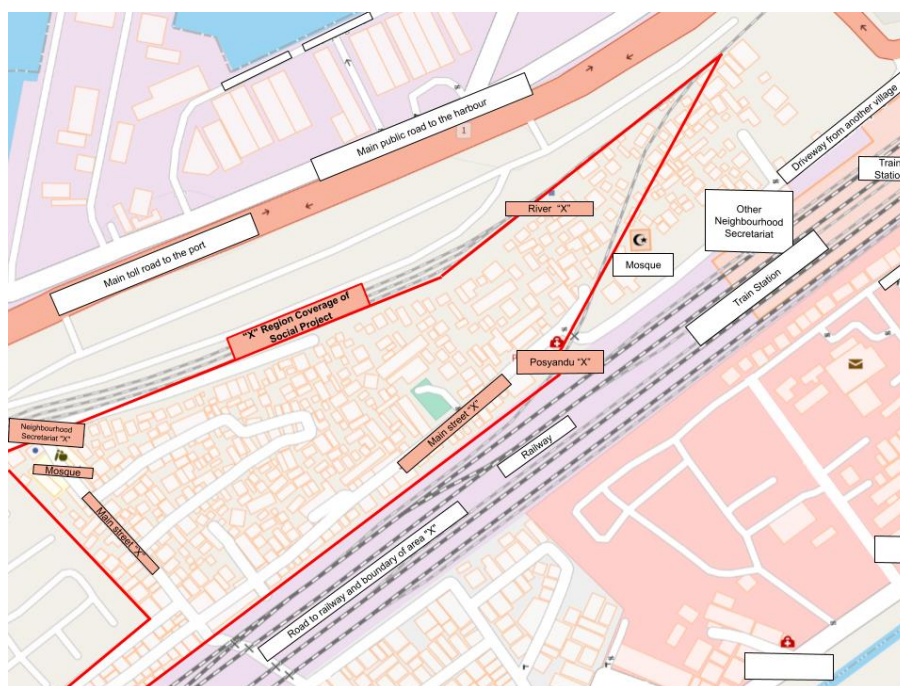 Main public road to the harbour
1
Driveway from another village
Train
Station
River "X"
Other
Neighbourhood
Secretariat
Main toll road to the port
Mosque
Train Station
"X" Region Coverage of
Social Project
Posyandu "X"
Main street "X"
Neighbourhood
Secretariat "X"
Railway
Mosque
Main street "X"
Road to railway and boundary of area "X"